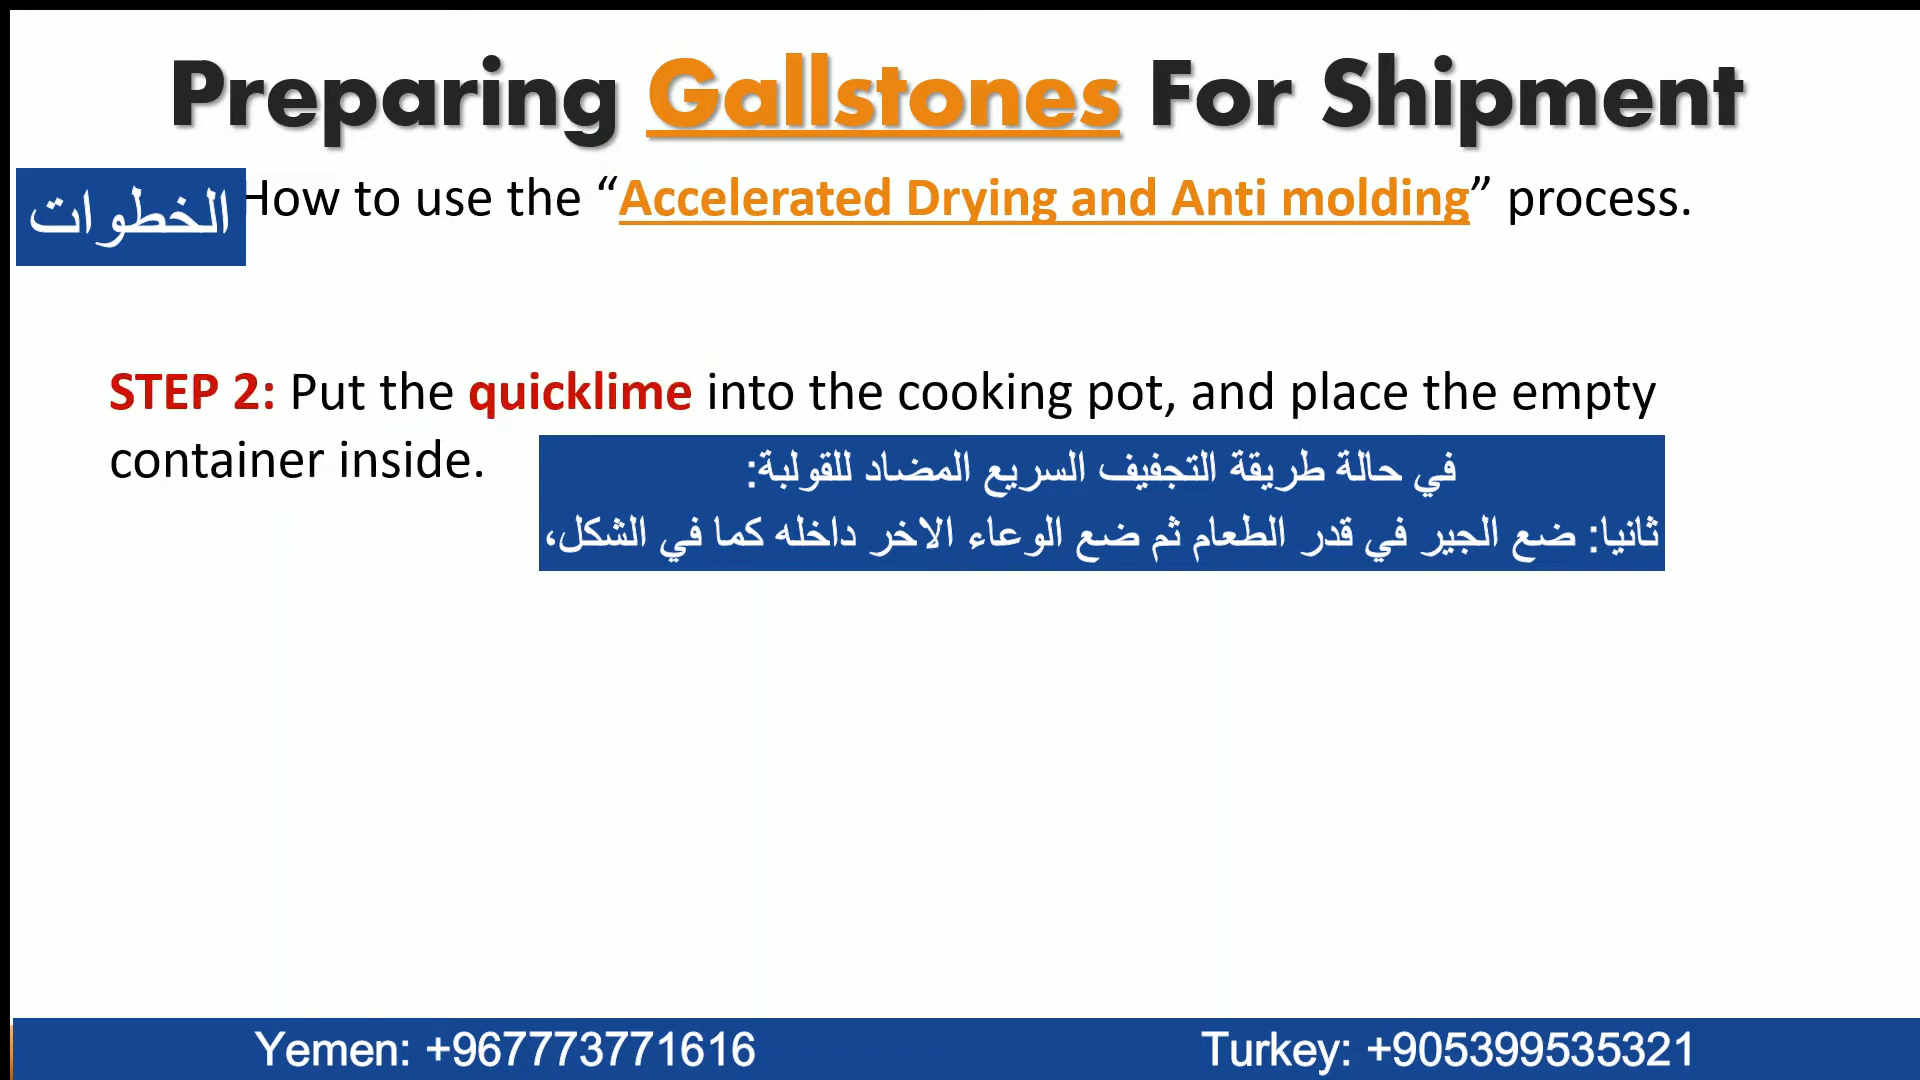 Preparing Gallstones For Shipment
الخطوات
How to use the “Accelerated Drying and Anti molding” process.
STEP 2: Put the quicklime into the cooking pot, and place the empty
container inside.
في حالة طريقة التجفيف السريع المضاد للقولبة:
ثانيا: ضع الجير في قدر الطعام ثم ضع الوعاء الاخر داخله كما في الشكل،
Yemen: +967773771616
Turkey: +905399535321